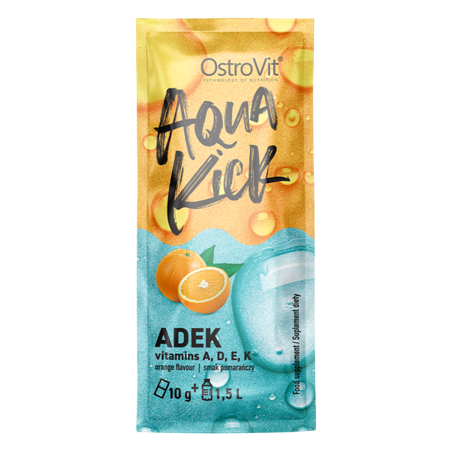 OstroVit®
TECHNOLOGY OF NUTRITION
Aqua
Kick
ADEK
vitamins A, D, E, K
orange flavour | smak pomarańczy
10 g + 1,5 L
Food supplement / Suplement diety